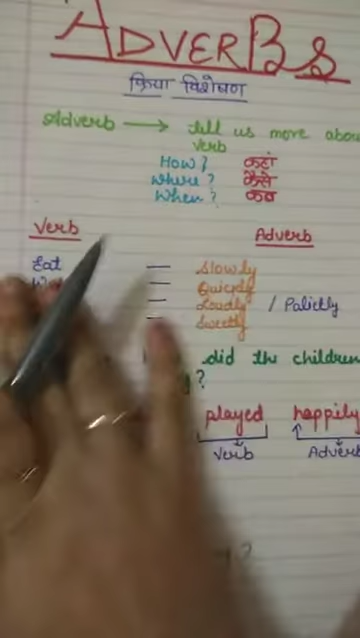 ADVERBS
क्रिया विशेषण
Adverb → tell us more abou
verb
How? कहां
where? कैसे
When? कब
Verb Adverb
Eat — Slowly
— Quickly
— Loudly / Politely
— Sweetly
did the children
?
played happily
Verb Adverb
?